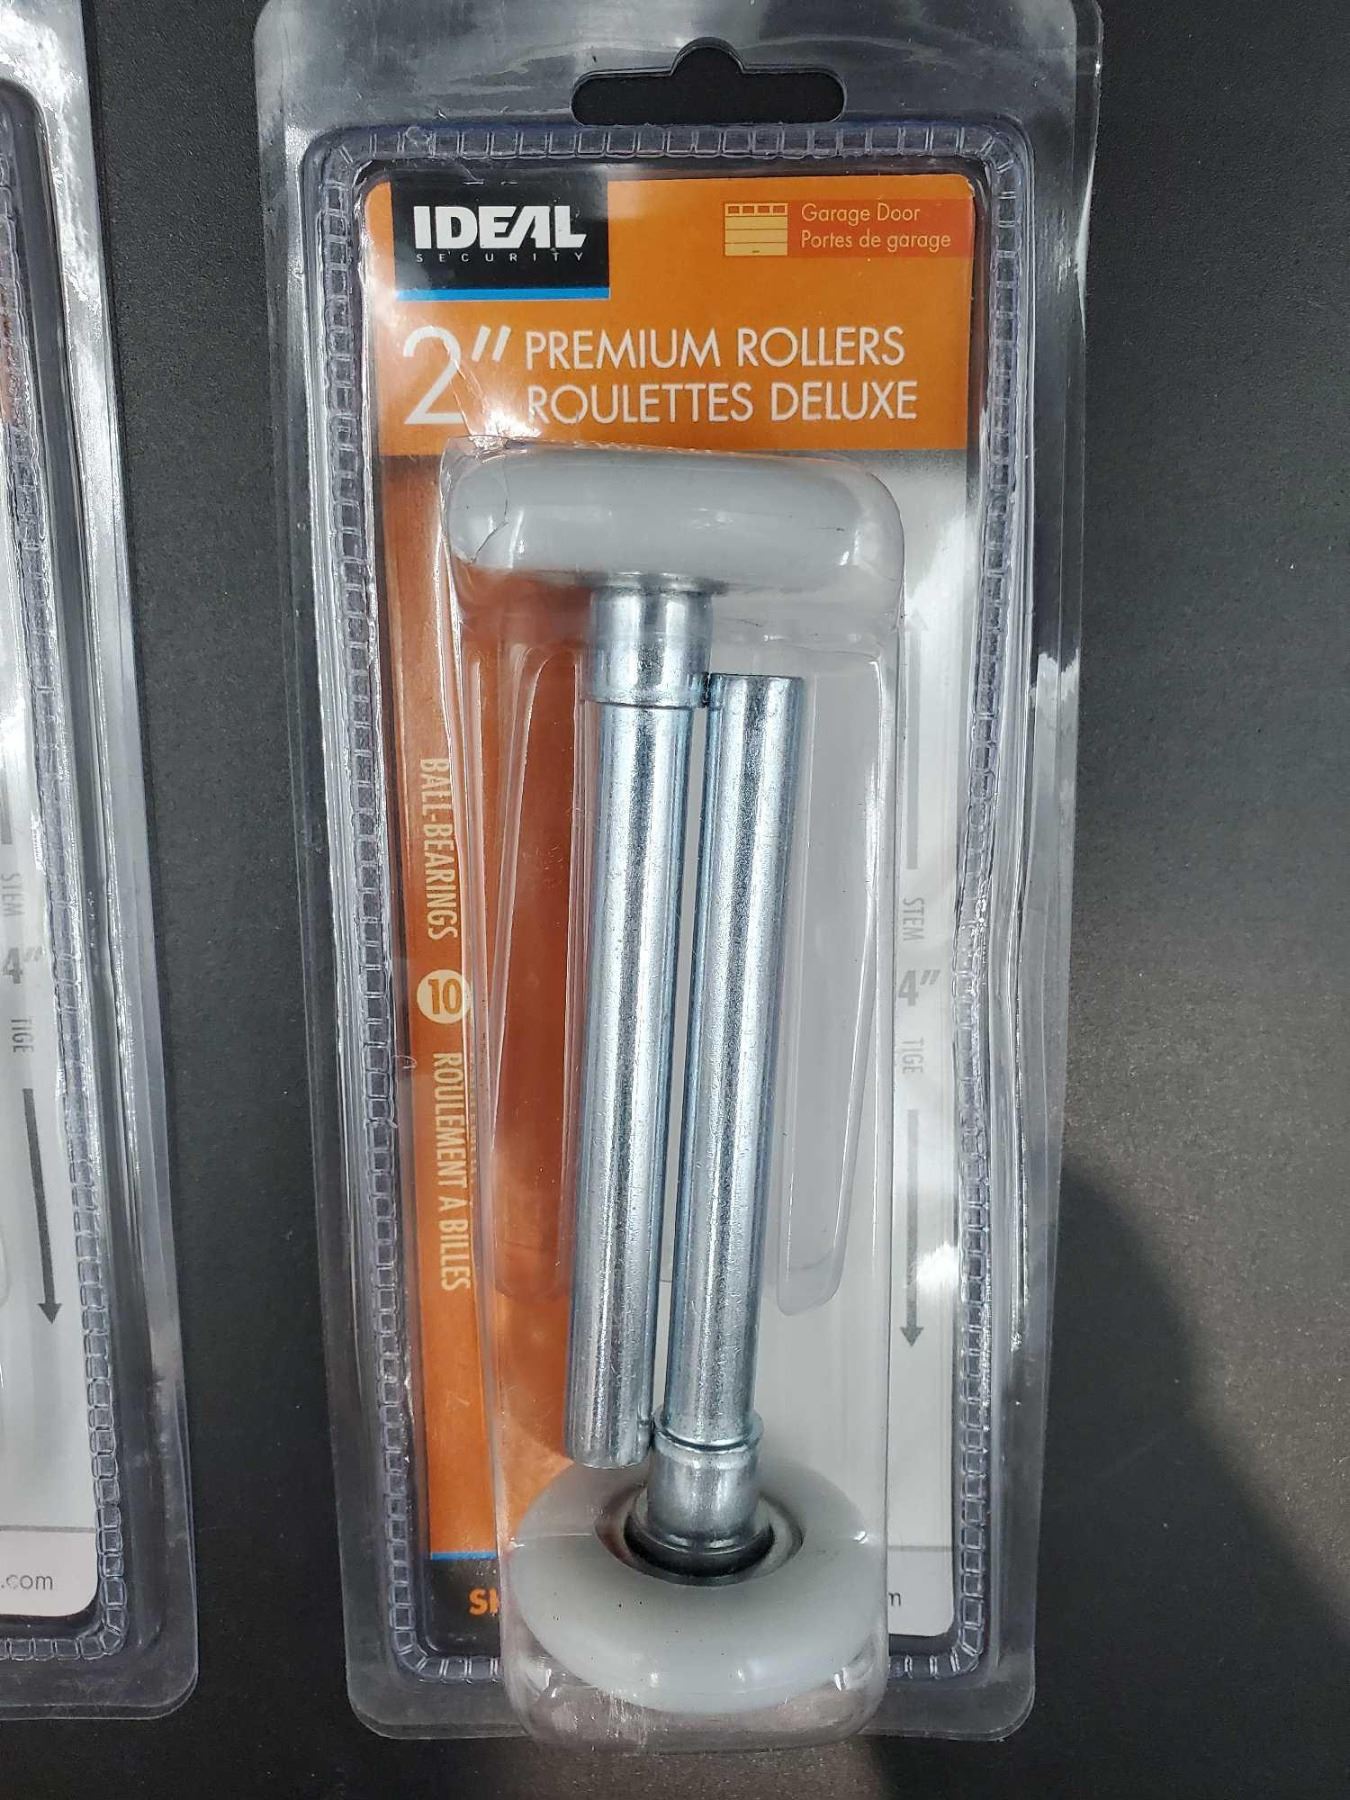 IDEAL
SECURITY
Garage Door
Portes de garage
2" PREMIUM ROLLERS
ROULETTES DELUXE
BALL-BEARINGS
10
ROULEMENT À BILLES
STEM
4"
TIGE
STEM
4"
TIGE
.com